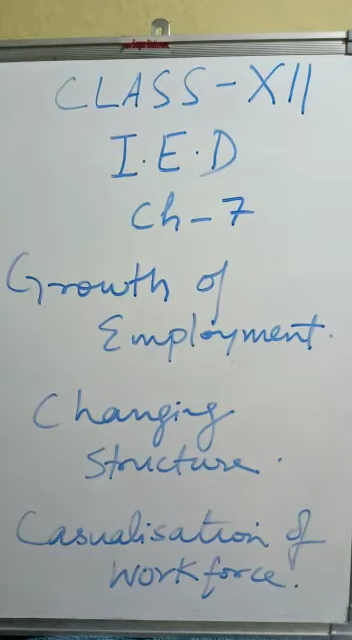 CLASS-XII
I.E.D
Ch-7
Growth of
Employment.
Changing
Structure.
Casualisation of
workforce.